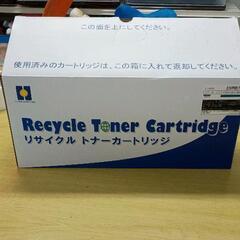 この面を上にしてください。
使用済みのカートリッジは、この箱に入れて返却してください。
Recycle Toner Cartridge
リサイクル トナーカートリッジ